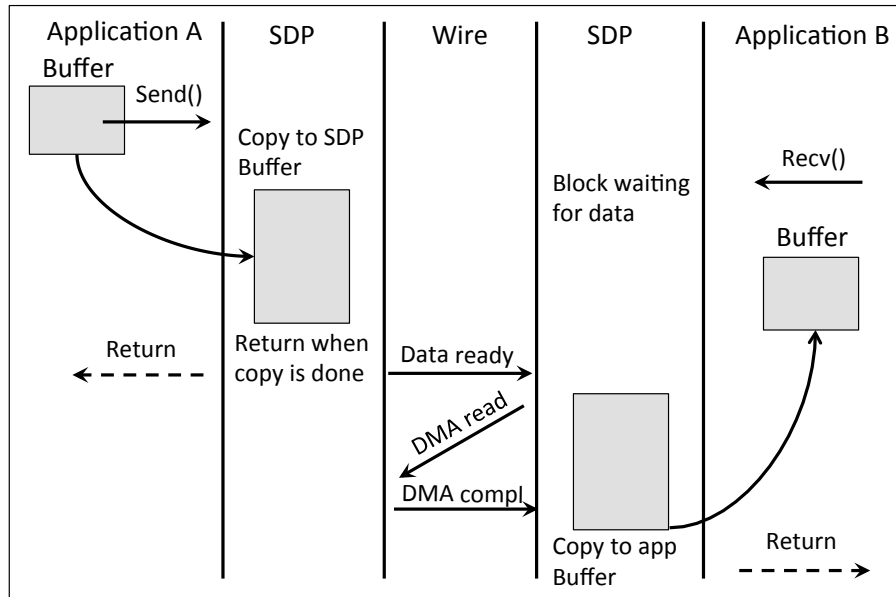 Application A
SDP
Wire
SDP
Application B
Buffer
Send()
Copy to SDP
Buffer
Recv()
Block waiting
for data
Buffer
Return
Return when
copy is done
Data ready
DMA read
DMA compl
Copy to app
Buffer
Return